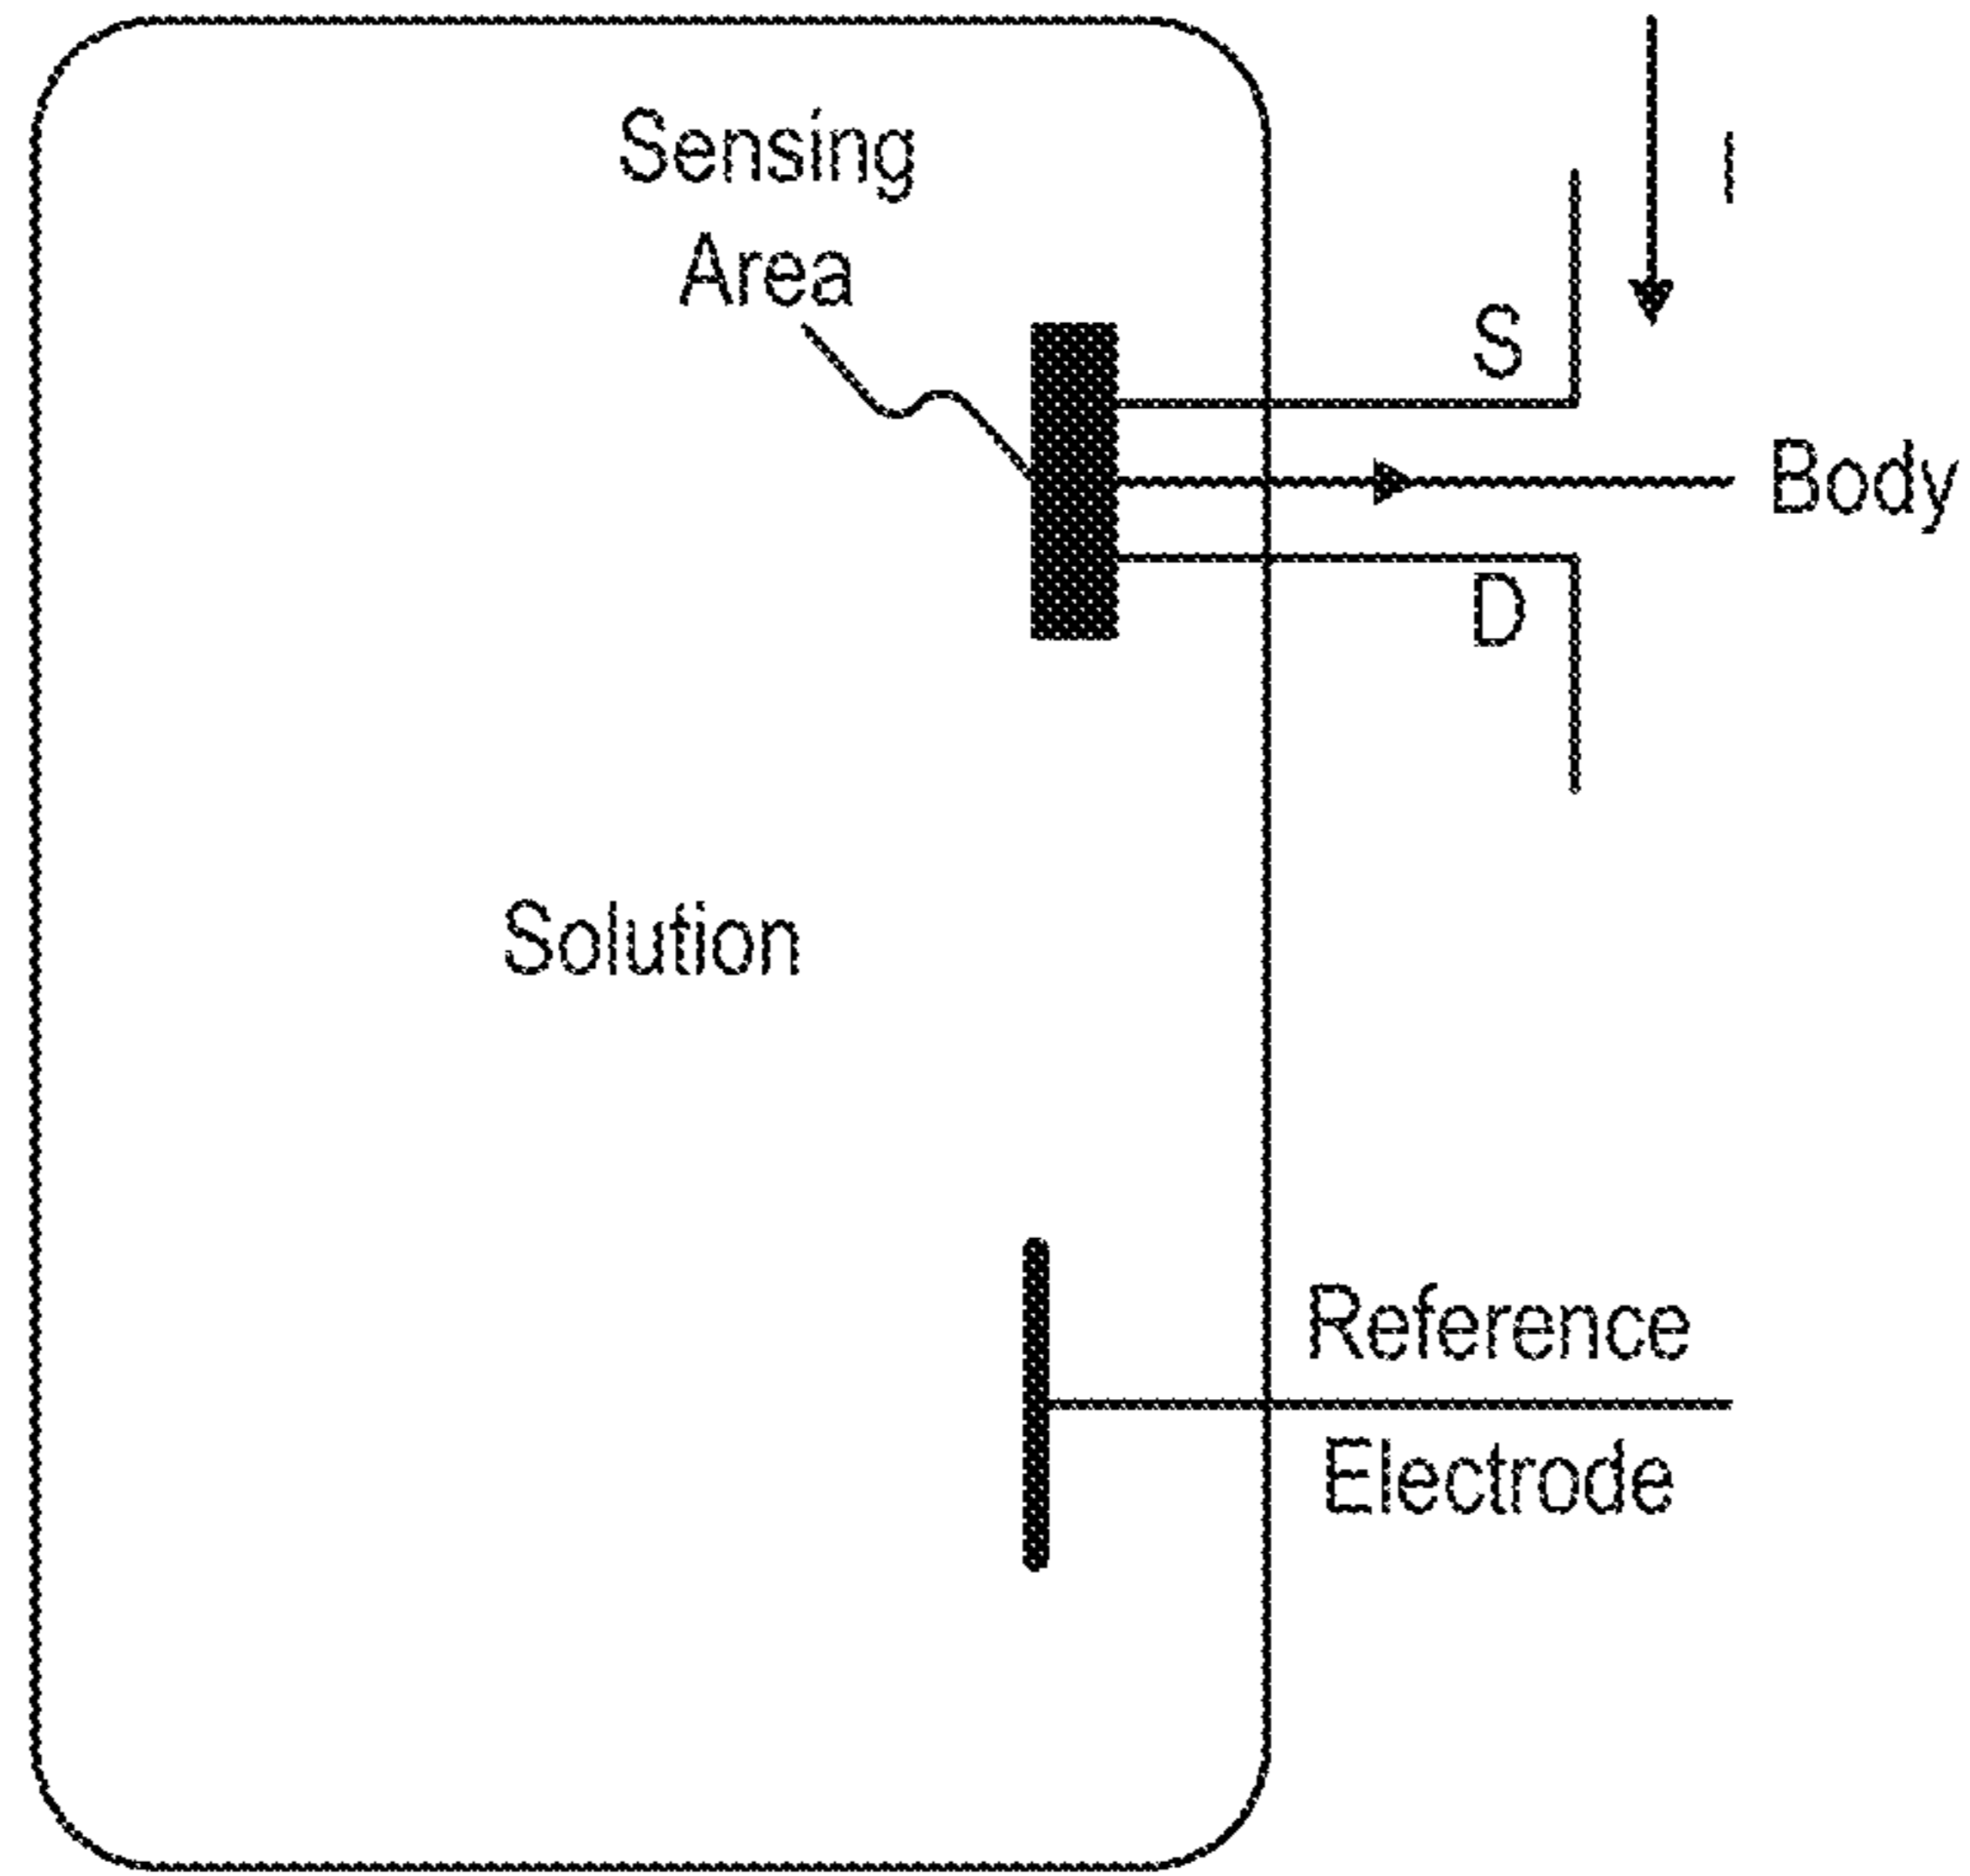 Sensing
Area
I
S
Body
D
Solution
Reference
Electrode